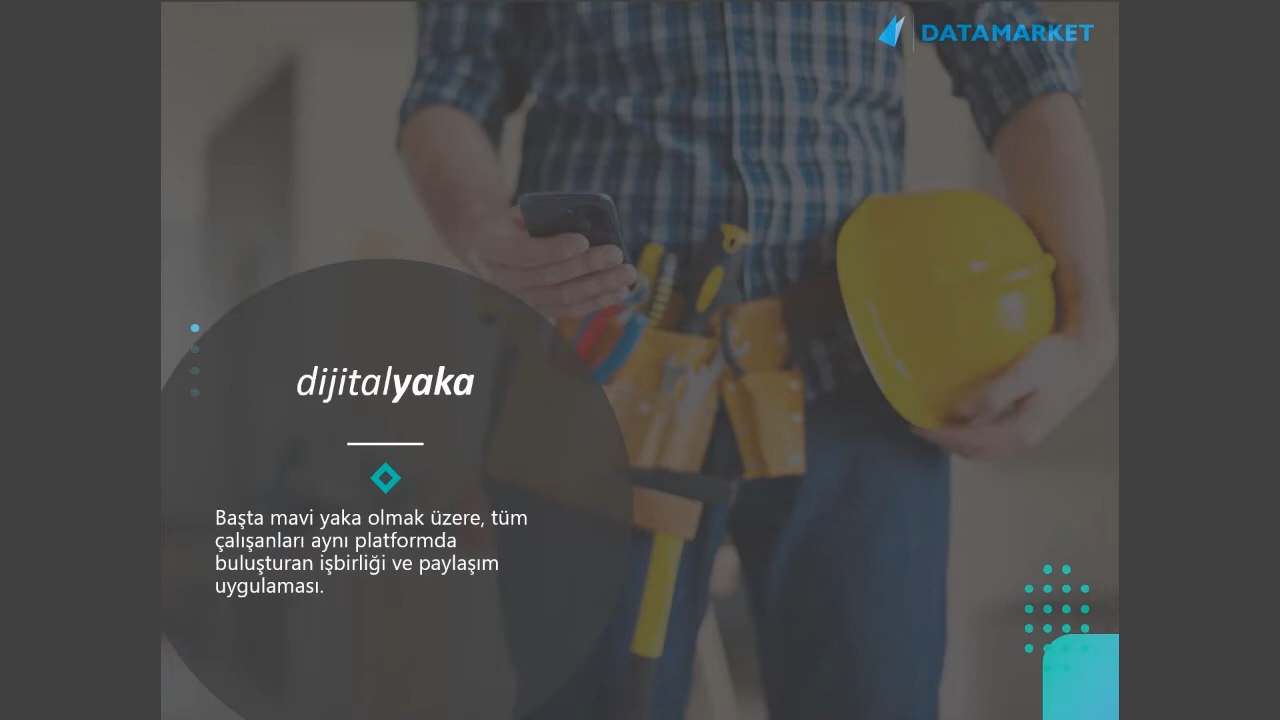 DATAMARKET
dijitalyaka
Başta mavi yaka olmak üzere, tüm
çalışanları aynı platformda
buluşturan işbirliği ve paylaşım
uygulaması.